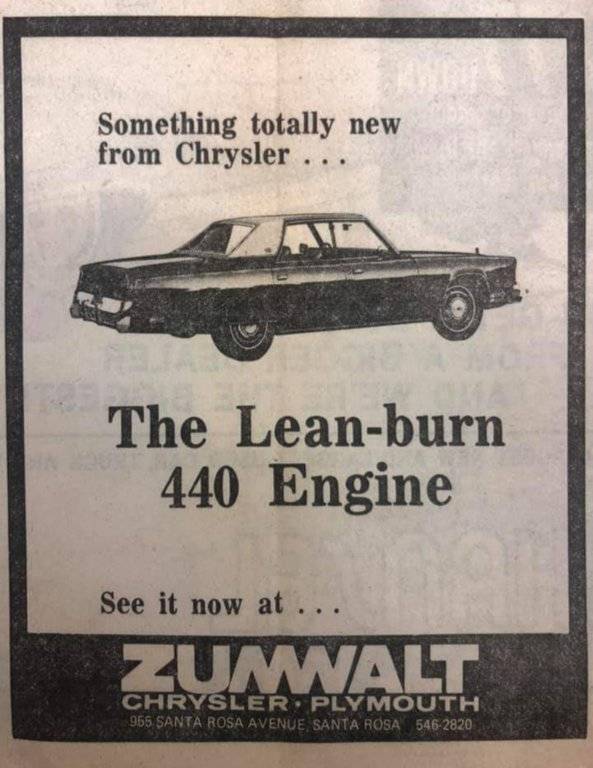 Something totally new
from Chrysler . . .
The Lean-burn
440 Engine
See it now at . . .
ZUMWALT
CHRYSLER • PLYMOUTH
955 SANTA ROSA AVENUE, SANTA ROSA 546-2820